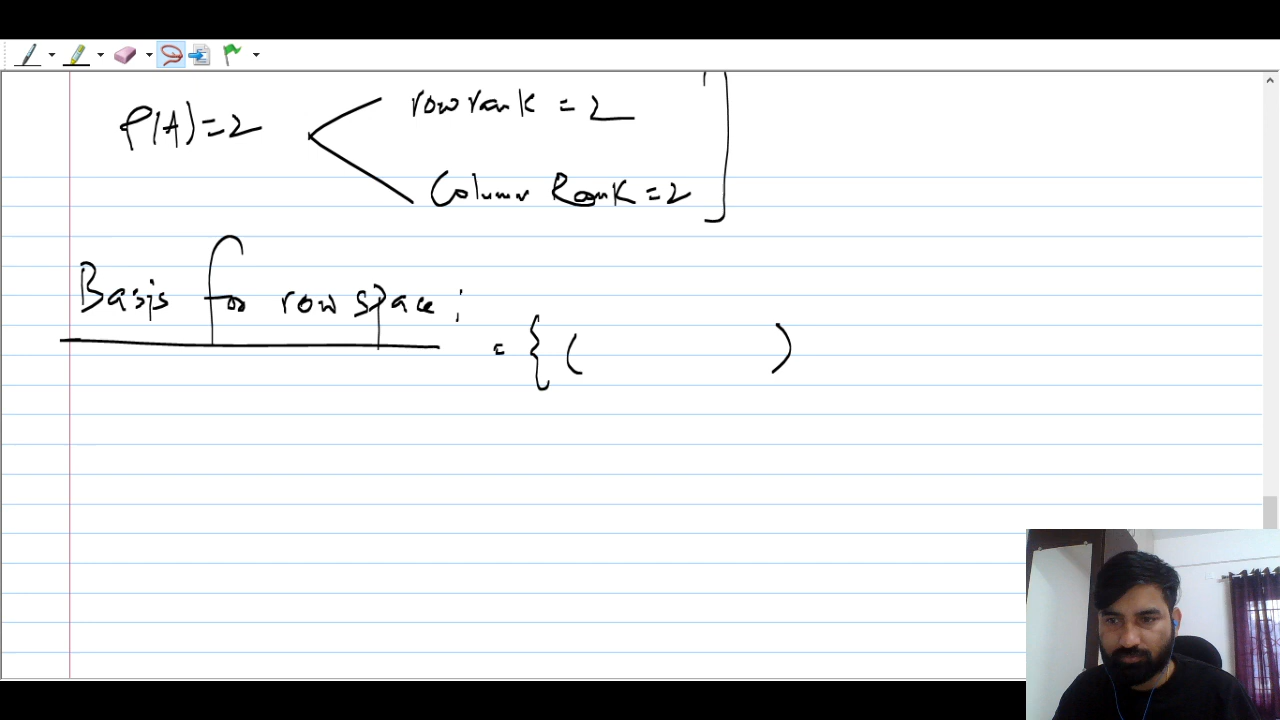 ρ(A)=2
row rank = 2
Column Rank = 2
Basis for row space :
= { ( )